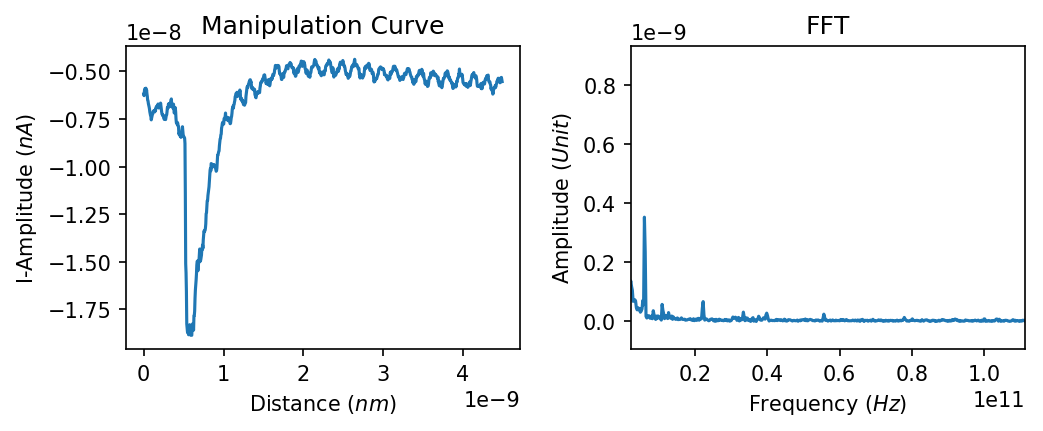 Manipulation Curve
1e−8
−0.50
−0.75
−1.00
−1.25
−1.50
−1.75
I-Amplitude (nA)
0 1 2 3 4
1e−9
Distance (nm)
FFT
1e−9
0.8
0.6
0.4
0.2
0.0
Amplitude (Unit)
0.2 0.4 0.6 0.8 1.0
1e11
Frequency (Hz)